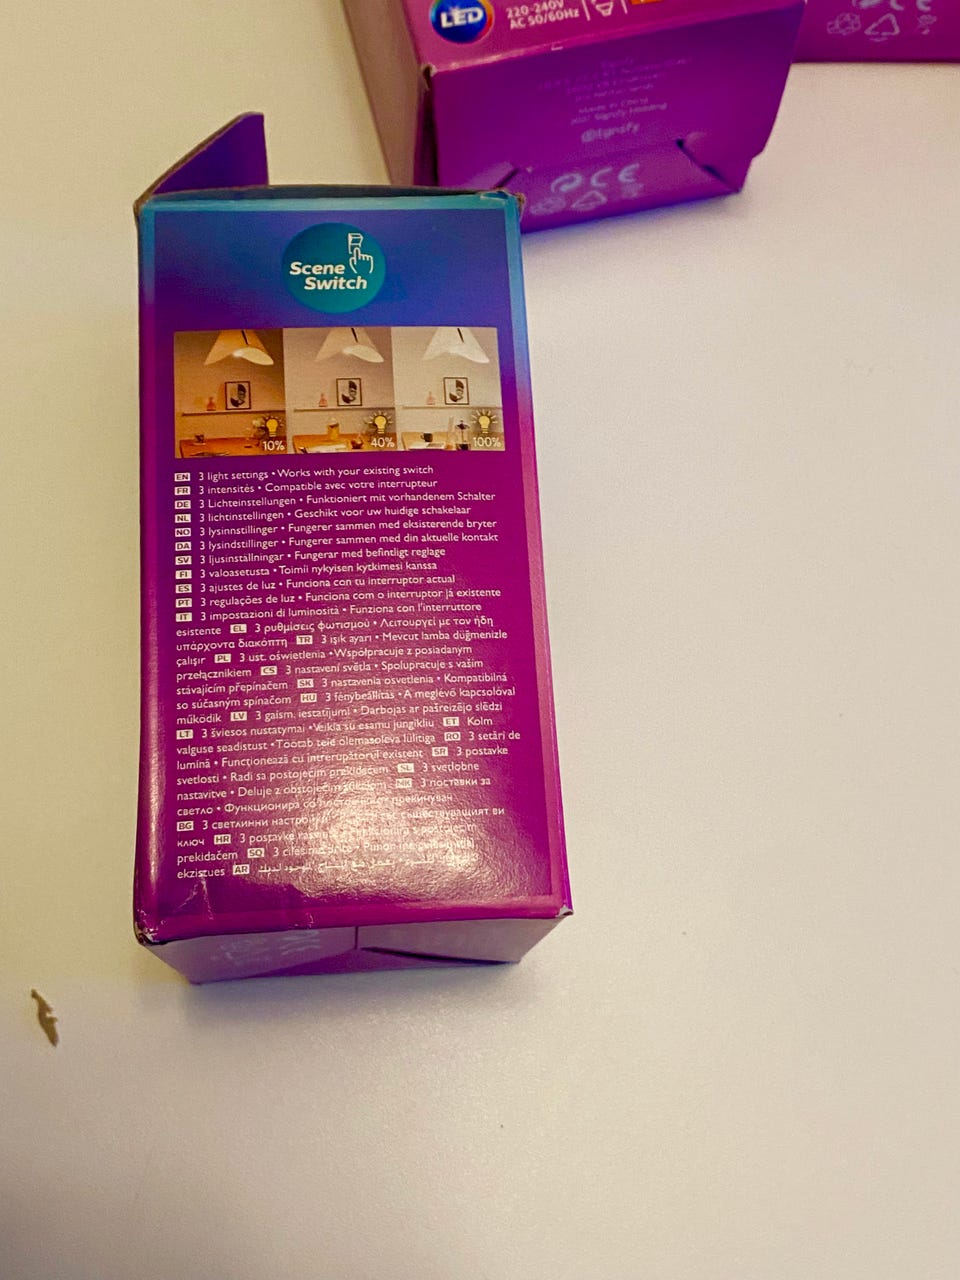 LED
220-240V
AC 50/60Hz
Made in China
Signify Holding
Signify
CE
Scene
Switch
10%
40%
100%
EN 3 light settings • Works with your existing switch
FR 3 intensités • Compatible avec votre interrupteur
DE 3 Lichteinstellungen • Funktioniert mit vorhandenem Schalter
NL 3 lichtinstellingen • Geschikt voor uw huidige schakelaar
NO 3 lysinnstillinger • Fungerer sammen med eksisterende bryter
DA 3 lysindstillinger • Fungerer sammen med din aktuelle kontakt
SV 3 ljusinställningar • Fungerar med befintligt reglage
FI 3 valoasetusta • Toimii nykyisen kytkimesi kanssa
ES 3 ajustes de luz • Funciona con tu interruptor actual
PT 3 regulações de luz • Funciona com o interruptor já existente
IT 3 impostazioni di luminosità • Funziona con l'interruttore
esistente EL 3 ρυθμίσεις φωτισμού • Λειτουργεί με τον ήδη
υπάρχοντα διακόπτη TR 3 ışık ayarı • Mevcut lamba düğmenizle
çalışır PL 3 ust. oświetlenia • Współpracuje z posiadanym
przełącznikiem CS 3 nastavení světla • Spolupracuje s vašim
stávajícím přepínačem SK 3 nastavenia osvetlenia • Kompatibilná
so súčasným spínačom HU 3 fénybeállítás • A meglévő kapcsolóval
működik LV 3 gaism. iestatījumi • Darbojas ar pašreizējo slēdzi
LT 3 šviesos nustatymai • Veikia su esamu jungikliu ET Kolm
valguse seadistust • Töötab teie olemasoleva lülitiga RO 3 setări de
lumină • Funcționează cu întrerupătorul existent SR 3 postavke
svetlosti • Radi sa postojećim prekidačem SL 3 svetlobne
nastavitve • Deluje z obstoječim stikalom MK 3 поставки за
светло • Функционира со прекинувач
BG 3 светлинни съществуващият ви
ключ HR 3 postavke s postojećim
prekidačem SQ 3
ekzistues AR